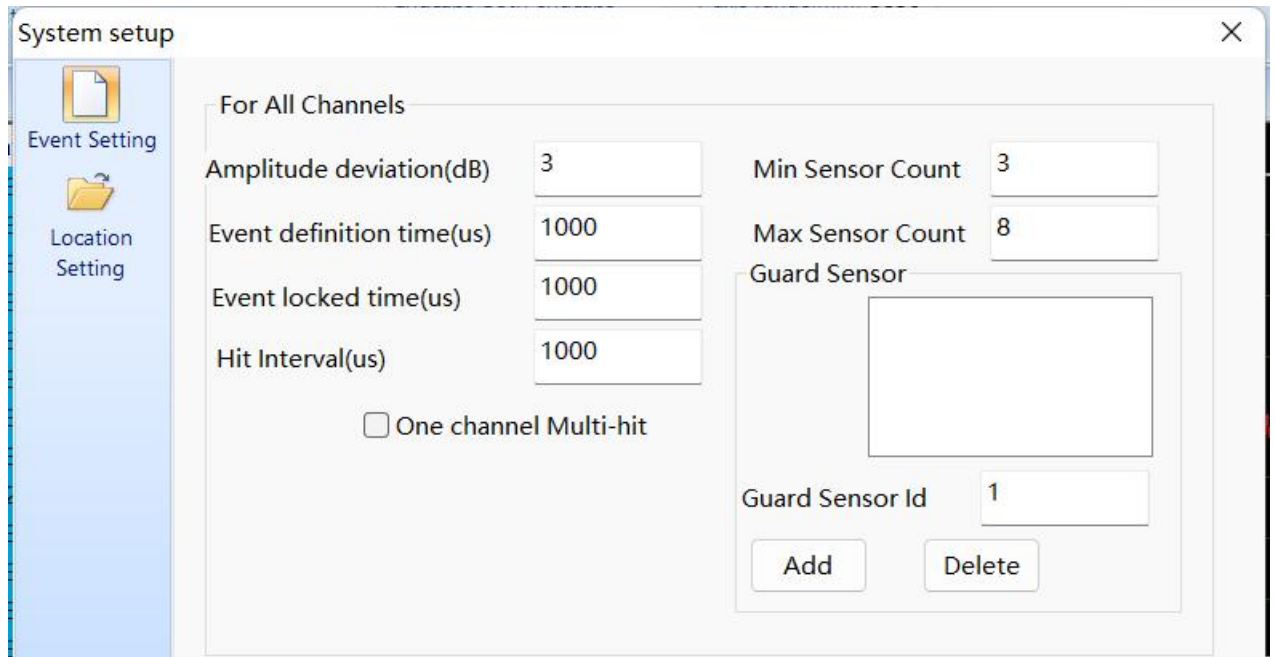 System setup
Event Setting
Location
Setting
For All Channels
Amplitude deviation(dB) 3
Event definition time(us) 1000
Event locked time(us) 1000
Hit Interval(us) 1000
One channel Multi-hit
Min Sensor Count 3
Max Sensor Count 8
Guard Sensor
Guard Sensor Id 1
Add Delete